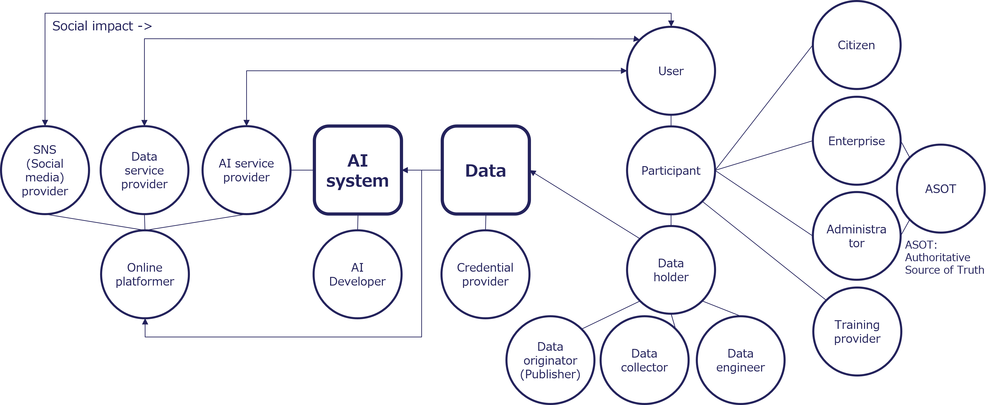 Social impact ->
User
Citizen
Enterprise
SNS
(Social
media)
provider
Data
service
provider
AI service
provider
AI
system
Data
Participant
ASOT
Administra
tor
ASOT:
Authoritative
Source of Truth
Online
platformer
AI
Developer
Credential
provider
Data
holder
Training
provider
Data
originator
(Publisher)
Data
collector
Data
engineer